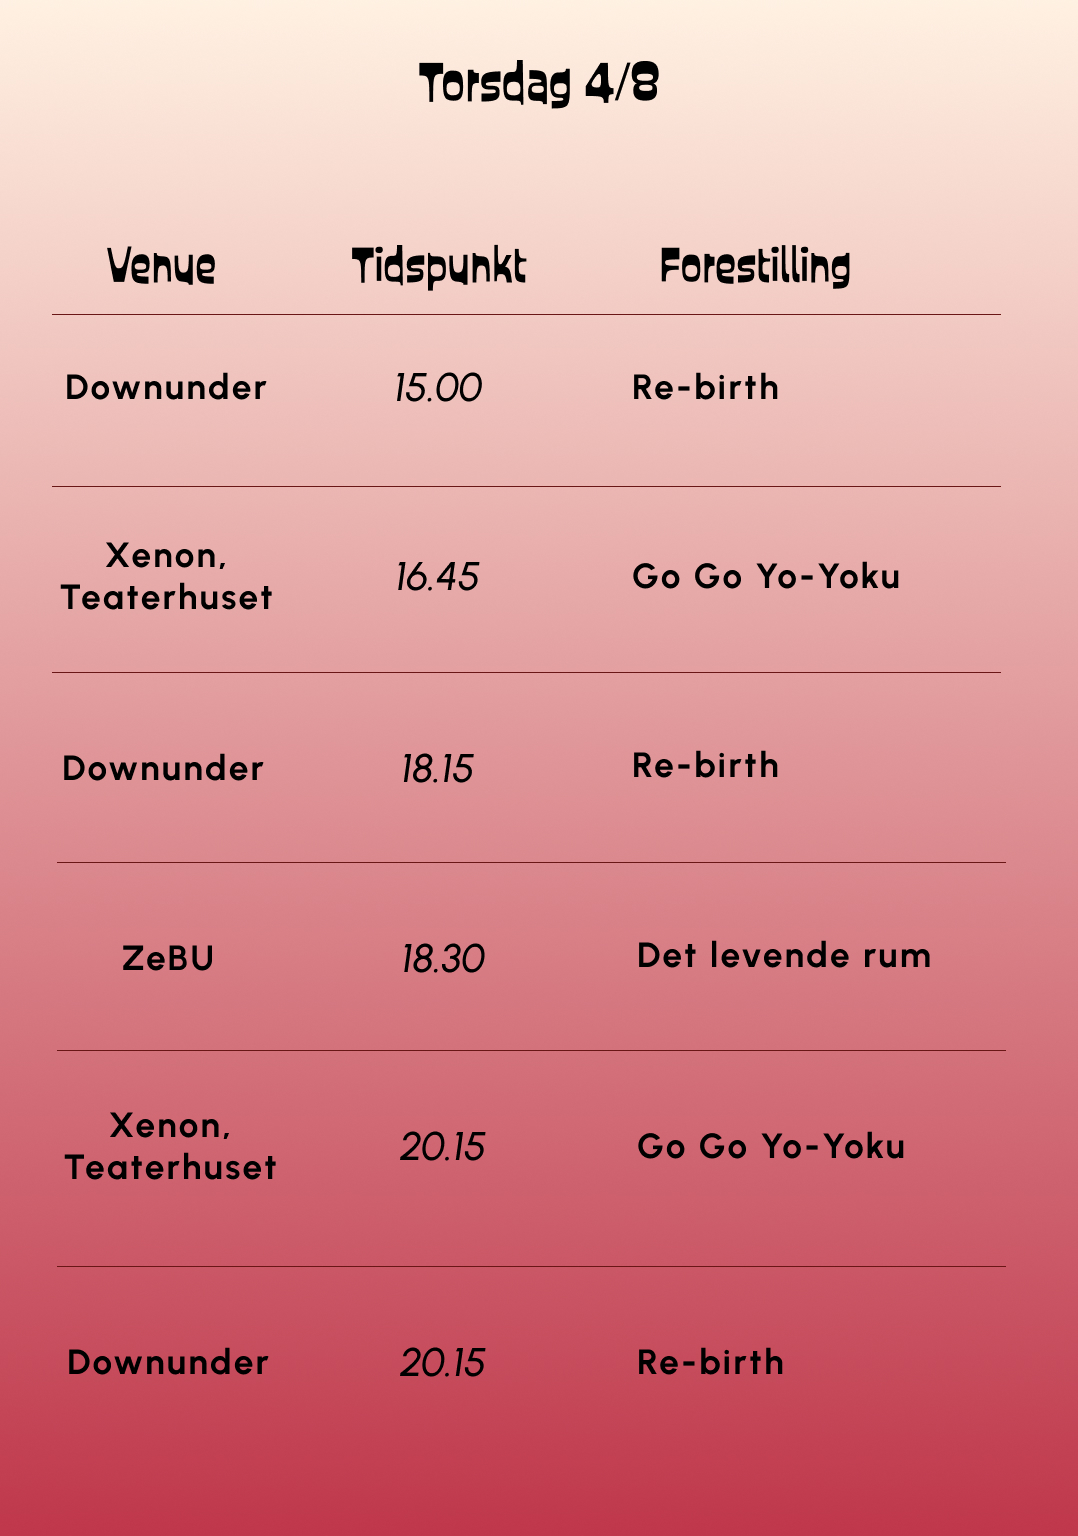 Torsdag 4/8
Venue Tidspunkt Forestilling
Downunder 15.00 Re-birth
Xenon,
Teaterhuset 16.45 Go Go Yo-Yoku
Downunder 18.15 Re-birth
ZeBU 18.30 Det levende rum
Xenon,
Teaterhuset 20.15 Go Go Yo-Yoku
Downunder 20.15 Re-birth